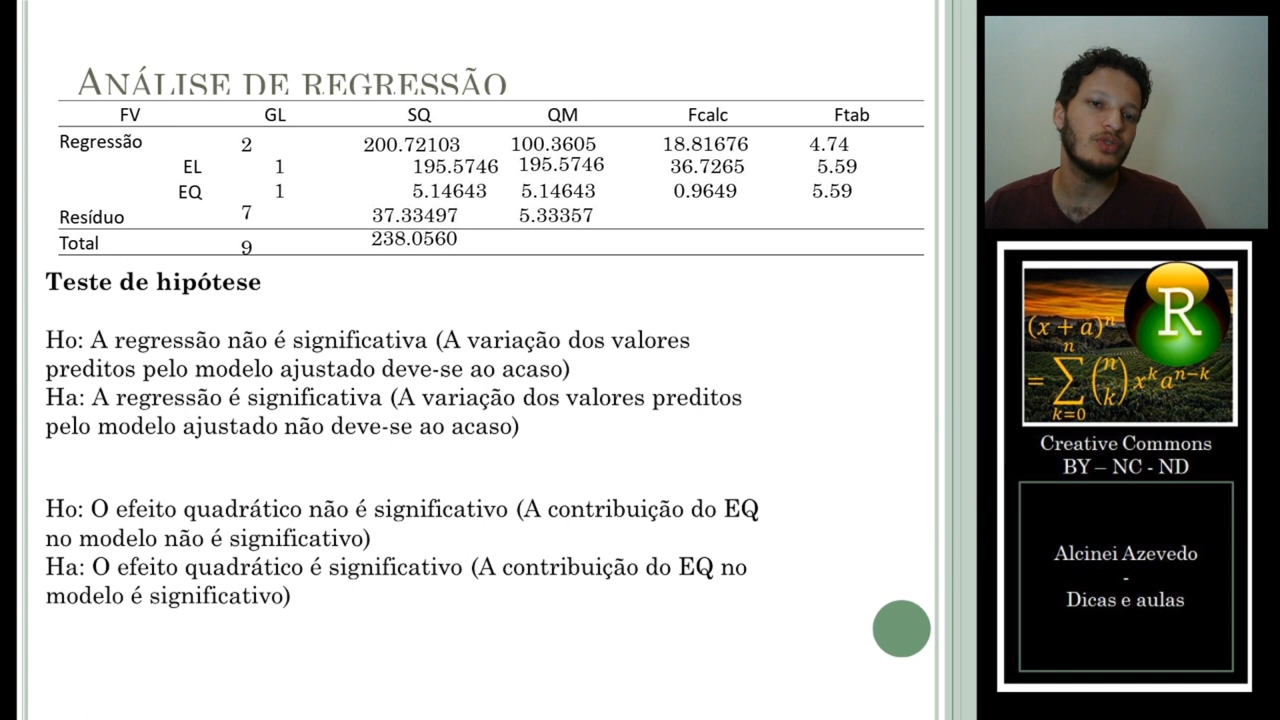 ANÁLISE DE REGRESSÃO
FV GL SQ QM Fcalc Ftab
Regressão 2 200.72103 100.3605 18.81676 4.74
EL 1 195.5746 195.5746 36.7265 5.59
EQ 1 5.14643 5.14643 0.9649 5.59
Resíduo 7 37.33497 5.33357
Total 9 238.0560
Teste de hipótese
Ho: A regressão não é significativa (A variação dos valores
preditos pelo modelo ajustado deve-se ao acaso)
Ha: A regressão é significativa (A variação dos valores preditos
pelo modelo ajustado não deve-se ao acaso)
Ho: O efeito quadrático não é significativo (A contribuição do EQ
no modelo não é significativo)
Ha: O efeito quadrático é significativo (A contribuição do EQ no
modelo é significativo)
R
(x + a)^n
= ∑_{k=0}^{n} (n k) x^k a^{n-k}
Creative Commons
BY – NC - ND
Alcinei Azevedo
-
Dicas e aulas